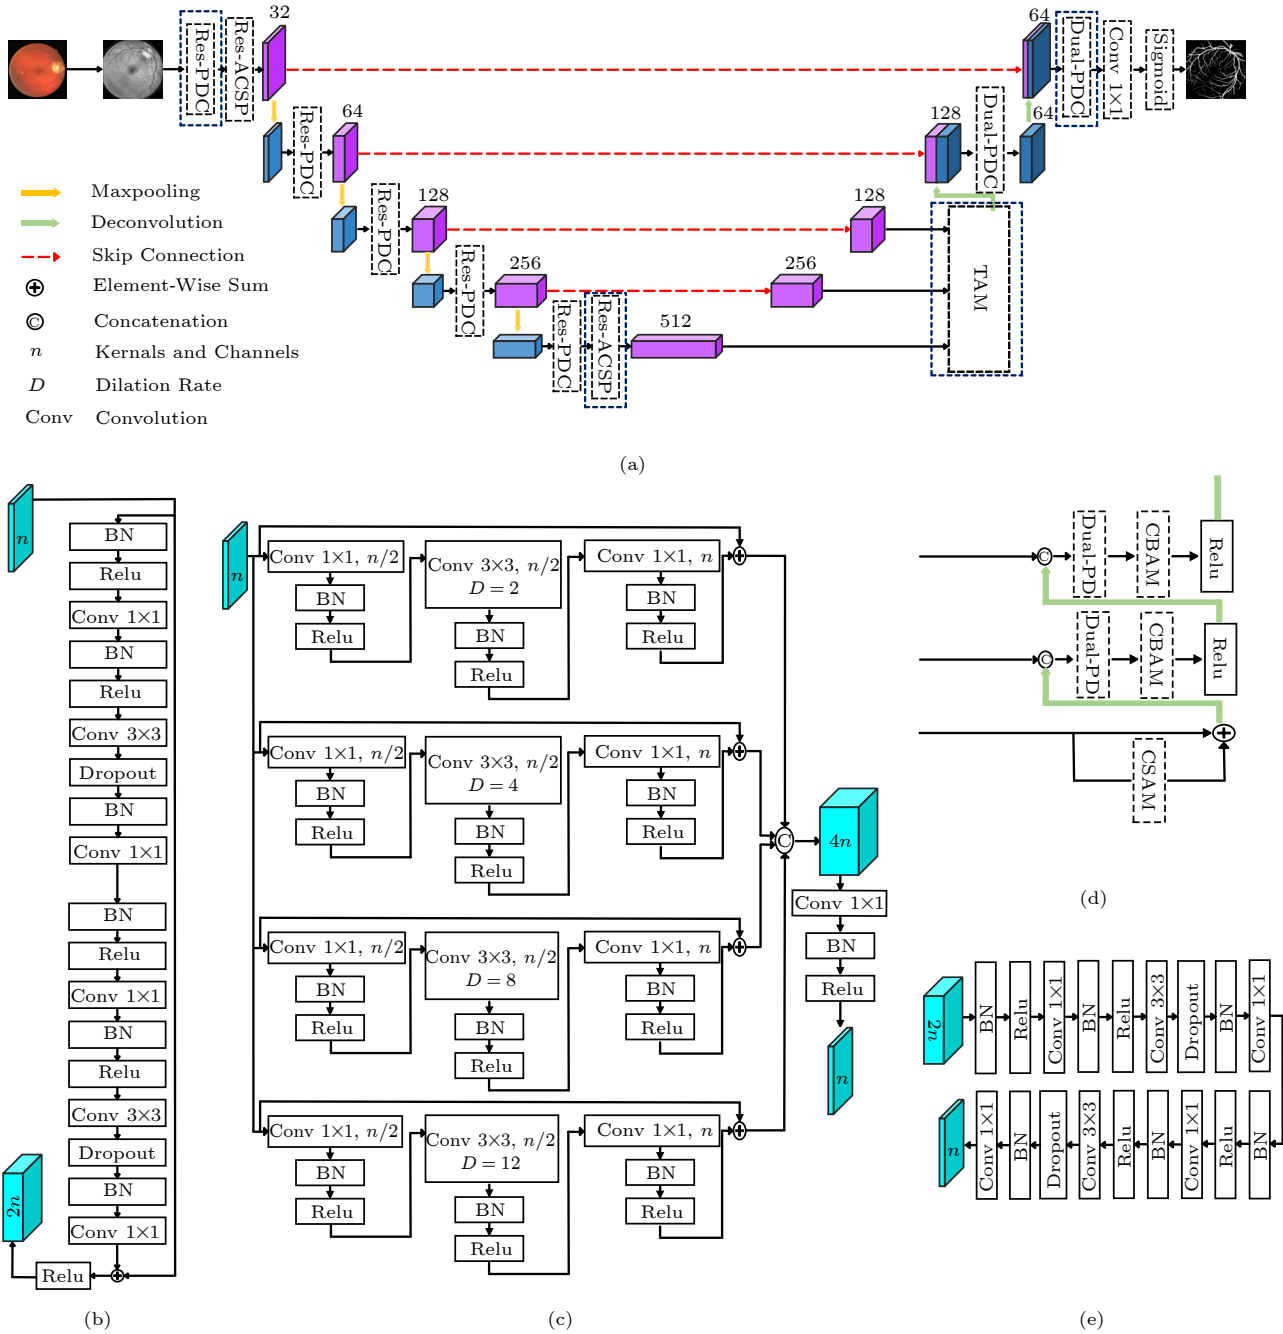 32
64
Res-PDC
Res-ACSP
Dual-PDC
Conv 1×1
Sigmoid
64
128
64
Res-PDC
Dual-PDC
Maxpooling
Deconvolution
Skip Connection
Element-Wise Sum
C Concatenation
n Kernals and Channels
D Dilation Rate
Conv Convolution
128
128
Res-PDC
256
256
Res-PDC
512
Res-PDC
Res-ACSP
TAM
(a)
n
BN
Relu
Conv 1×1
BN
Relu
Conv 3×3
Dropout
BN
Conv 1×1
BN
Relu
Conv 1×1
BN
Relu
Conv 3×3
Dropout
BN
Conv 1×1
Relu
2n
(b)
n
Conv 1×1, n/2
BN
Relu
Conv 3×3, n/2
D = 2
BN
Relu
Conv 1×1, n
BN
Relu
Conv 1×1, n/2
BN
Relu
Conv 3×3, n/2
D = 4
BN
Relu
Conv 1×1, n
BN
Relu
Conv 1×1, n/2
BN
Relu
Conv 3×3, n/2
D = 8
BN
Relu
Conv 1×1, n
BN
Relu
Conv 1×1, n/2
BN
Relu
Conv 3×3, n/2
D = 12
BN
Relu
Conv 1×1, n
BN
Relu
C
4n
Conv 1×1
BN
Relu
n
(c)
C
Dual-PD
CBAM
Relu
C
Dual-PD
CBAM
Relu
CSAM
(d)
2n
BN
Relu
Conv 1×1
BN
Relu
Conv 3×3
Dropout
BN
Conv 1×1
n
Conv 1×1
BN
Dropout
Conv 3×3
Relu
BN
Conv 1×1
Relu
BN
(e)